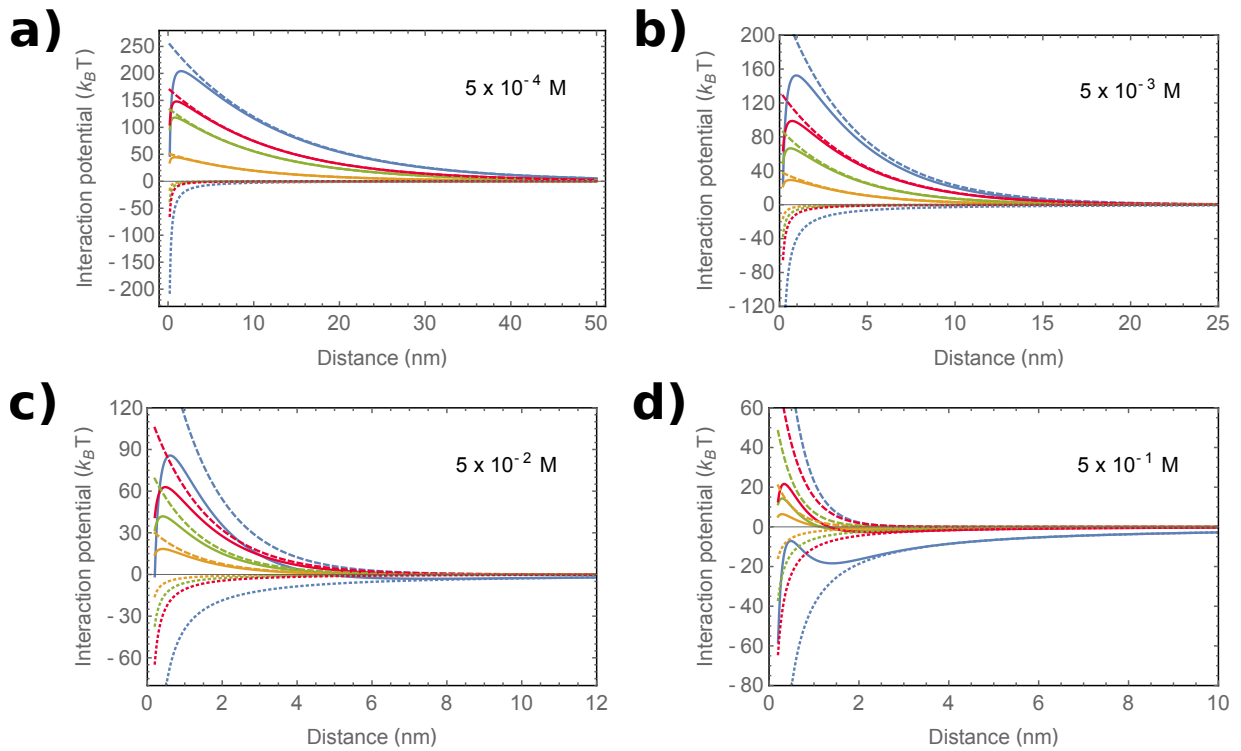 a)
Interaction potential (k_B T)
250
200
150
100
50
0
- 50
- 100
- 150
- 200
5 x 10⁻⁴ M
0 10 20 30 40 50
Distance (nm)
b)
Interaction potential (k_B T)
200
160
120
80
40
0
- 40
- 80
- 120
5 x 10⁻³ M
0 5 10 15 20 25
Distance (nm)
c)
Interaction potential (k_B T)
120
90
60
30
0
- 30
- 60
5 x 10⁻² M
0 2 4 6 8 10 12
Distance (nm)
d)
Interaction potential (k_B T)
60
40
20
0
- 20
- 40
- 60
- 80
5 x 10⁻¹ M
0 2 4 6 8 10
Distance (nm)